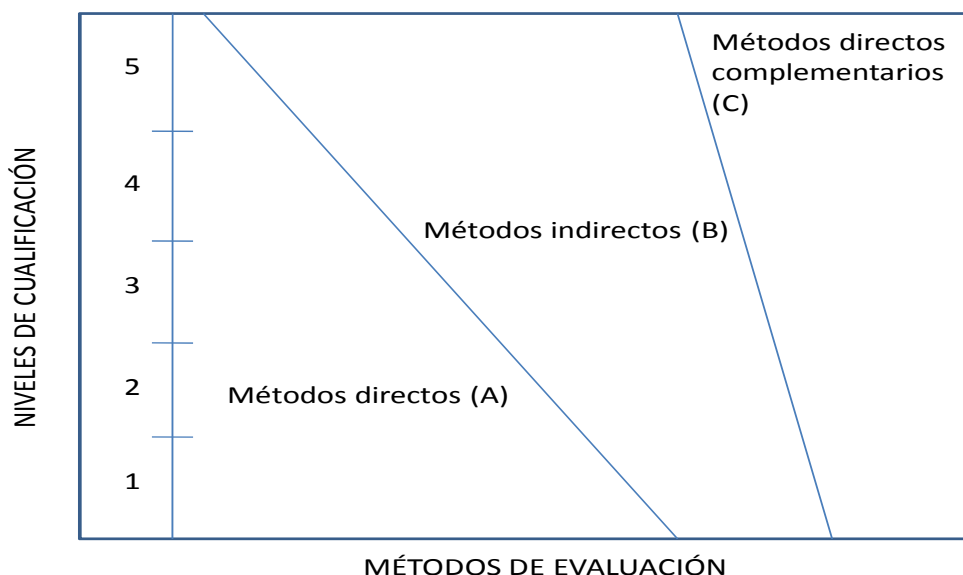 NIVELES DE CUALIFICACIÓN
5
4
3
2
1
Métodos directos
complementarios
(C)
Métodos indirectos (B)
Métodos directos (A)
MÉTODOS DE EVALUACIÓN